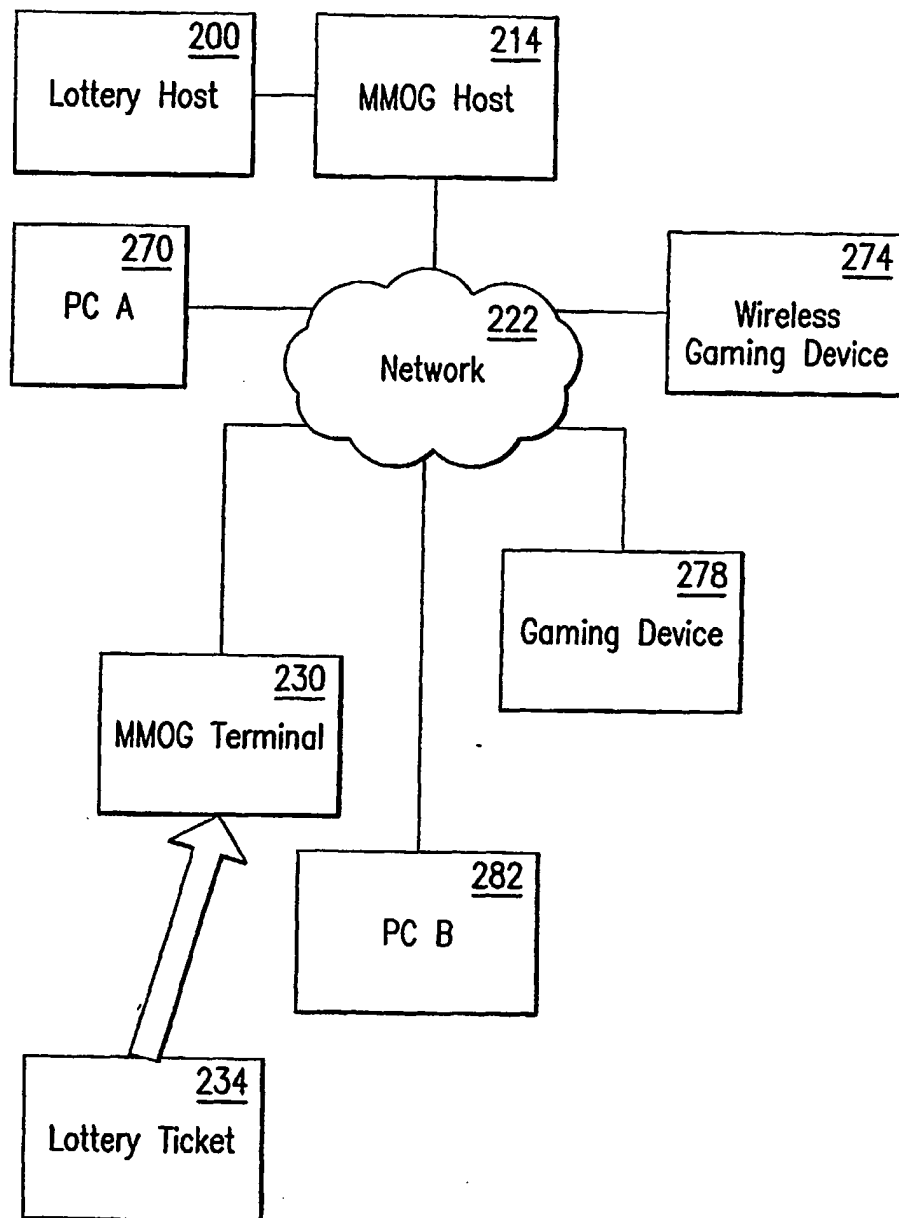 200
Lottery Host
214
MMOG Host
270
PC A
222
Network
274
Wireless
Gaming Device
278
Gaming Device
230
MMOG Terminal
282
PC B
234
Lottery Ticket